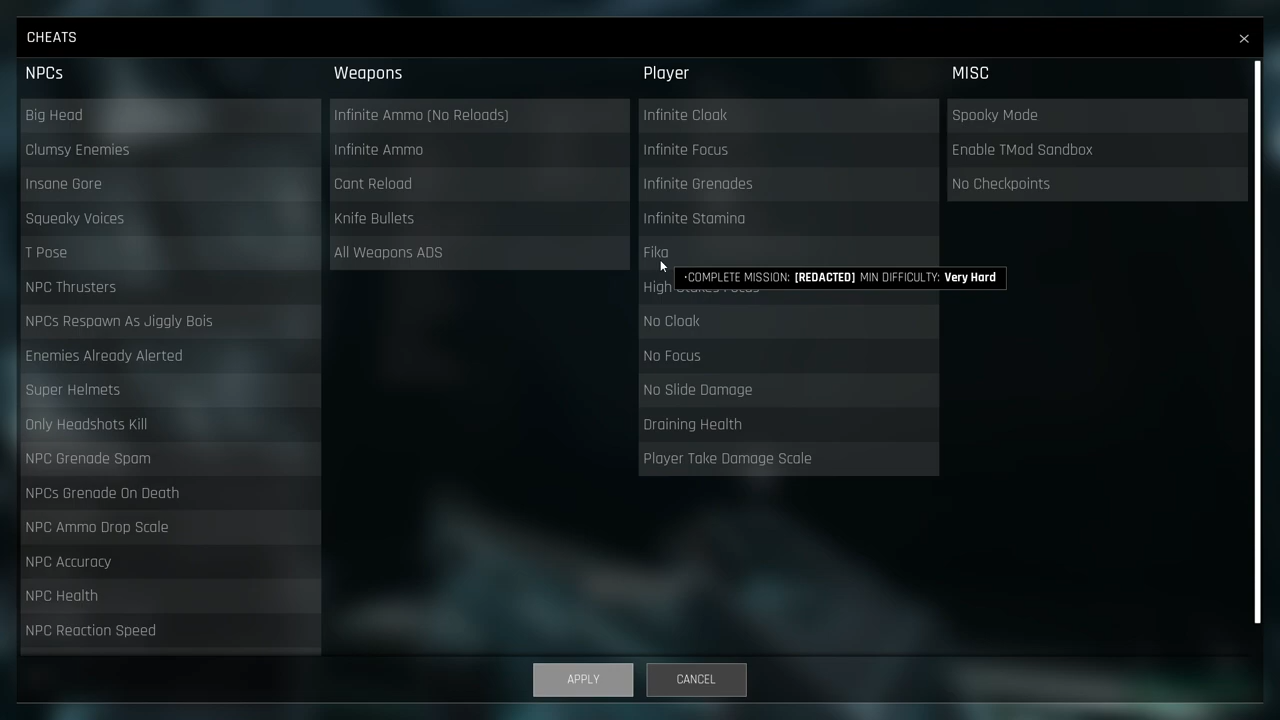 CHEATS
NPCs
Big Head
Clumsy Enemies
Insane Gore
Squeaky Voices
T Pose
NPC Thrusters
NPCs Respawn As Jiggly Bois
Enemies Already Alerted
Super Helmets
Only Headshots Kill
NPC Grenade Spam
NPCs Grenade On Death
NPC Ammo Drop Scale
NPC Accuracy
NPC Health
NPC Reaction Speed
Weapons
Infinite Ammo (No Reloads)
Infinite Ammo
Cant Reload
Knife Bullets
All Weapons ADS
Player
Infinite Cloak
Infinite Focus
Infinite Grenades
Infinite Stamina
Fika
·COMPLETE MISSION: [REDACTED] MIN DIFFICULTY: Very Hard
High Stakes Focus
No Cloak
No Focus
No Slide Damage
Draining Health
Player Take Damage Scale
MISC
Spooky Mode
Enable TMod Sandbox
No Checkpoints
APPLY
CANCEL